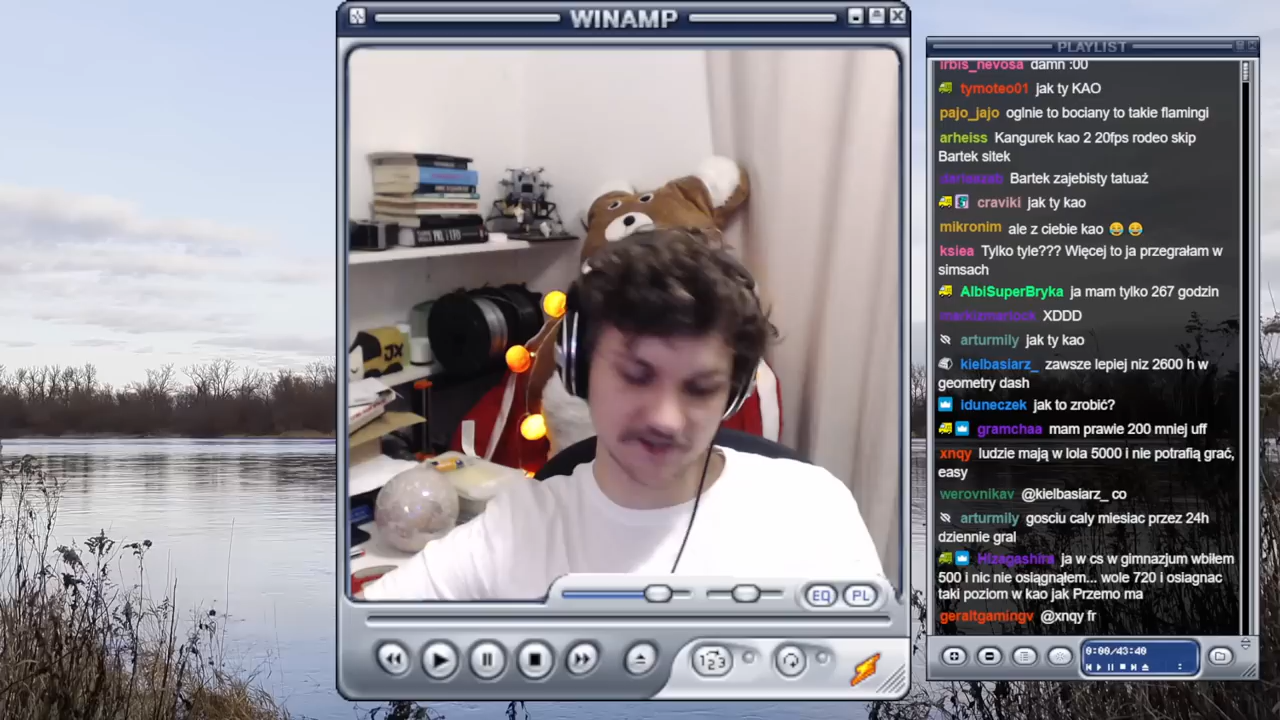 WINAMP
PLAYLIST
irbis_nevosa damn :00
tymoteo01 jak ty KAO
pajo_jajo oglnie to bociany to takie flamingi
arheiss Kangurek kao 2 20fps rodeo skip
Bartek sitek
Bartek zajebisty tatuaż
craviki jak ty kao
mikronim ale z ciebie kao 😂 😂
ksiea Tylko tyle??? Więcej to ja przegrałam w
simsach
AlbiSuperBryka ja mam tylko 267 godzin
XDDD
arturmily jak ty kao
kielbasiarz_ zawsze lepiej niz 2600 h w
geometry dash
iduneczek jak to zrobić?
gramchaa mam prawie 200 mniej uff
xnqy ludzie mają w lola 5000 i nie potrafią grać,
easy
werovnikav @kielbasiarz_ co
arturmily gosciu caly miesiac przez 24h
dziennie gral
Hizagashira ja w cs w gimnazjum wbiłem
500 i nic nie osiągnąłem... wole 720 i osiagnac
taki poziom w kao jak Przemo ma
geraltgamingv @xnqy fr
JX
EQ PL
123
0:00/43:40